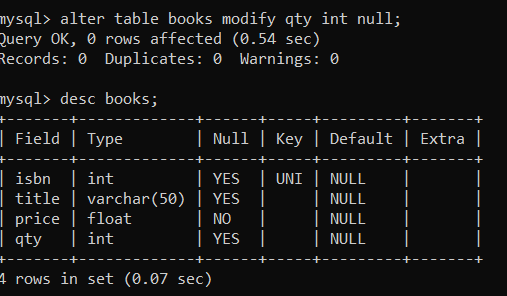 mysql> alter table books modify qty int null;
Query OK, 0 rows affected (0.54 sec)
Records: 0  Duplicates: 0  Warnings: 0
mysql> desc books;
+-------+-------------+------+-----+---------+-------+
| Field | Type        | Null | Key | Default | Extra |
+-------+-------------+------+-----+---------+-------+
| isbn  | int         | YES  | UNI | NULL    |       |
| title | varchar(50) | YES  |     | NULL    |       |
| price | float       | NO   |     | NULL    |       |
| qty   | int         | YES  |     | NULL    |       |
+-------+-------------+------+-----+---------+-------+
4 rows in set (0.07 sec)